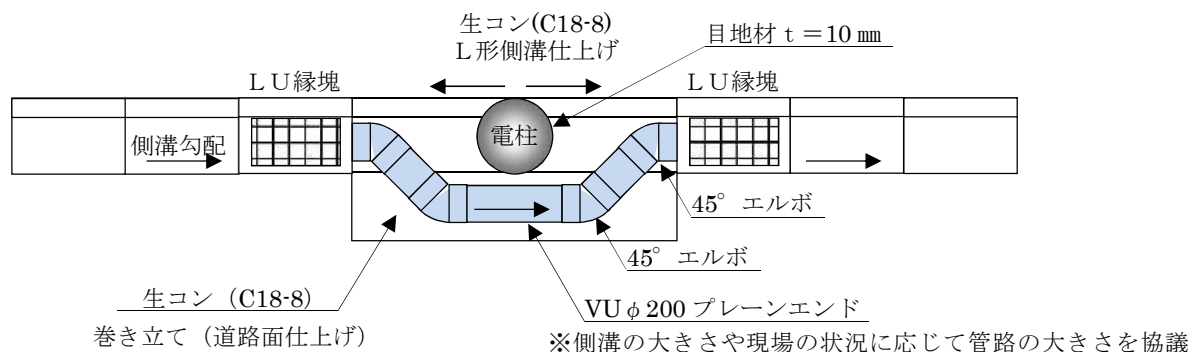 生コン(C18-8)
L形側溝仕上げ
目地材 t=10 ㎜
LU縁塊
LU縁塊
側溝勾配
電柱
45°エルボ
45°エルボ
生コン（C18-8）
巻き立て（道路面仕上げ）
VUφ200 プレーンエンド
※側溝の大きさや現場の状況に応じて管路の大きさを協議